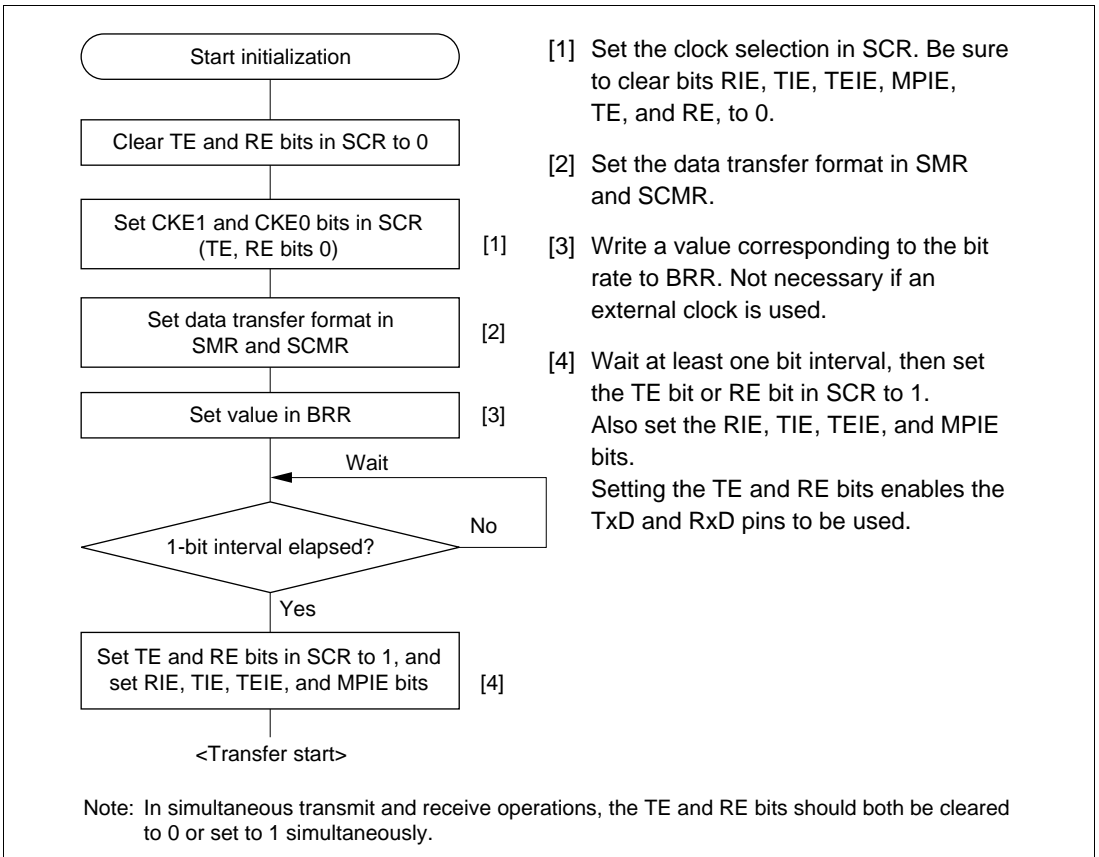 Start initialization
Clear TE and RE bits in SCR to 0
Set CKE1 and CKE0 bits in SCR
(TE, RE bits 0)
[1]
Set data transfer format in
SMR and SCMR
[2]
Set value in BRR
[3]
Wait
1-bit interval elapsed?
No
Yes
Set TE and RE bits in SCR to 1, and
set RIE, TIE, TEIE, and MPIE bits
[4]
<Transfer start>
[1] Set the clock selection in SCR. Be sure
to clear bits RIE, TIE, TEIE, MPIE,
TE, and RE, to 0.
[2] Set the data transfer format in SMR
and SCMR.
[3] Write a value corresponding to the bit
rate to BRR. Not necessary if an
external clock is used.
[4] Wait at least one bit interval, then set
the TE bit or RE bit in SCR to 1.
Also set the RIE, TIE, TEIE, and MPIE
bits.
Setting the TE and RE bits enables the
TxD and RxD pins to be used.
Note: In simultaneous transmit and receive operations, the TE and RE bits should both be cleared
to 0 or set to 1 simultaneously.